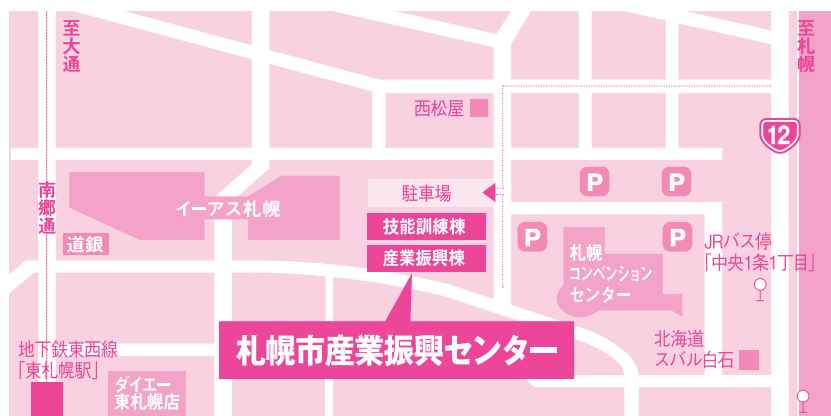 至大通
至札幌
西松屋
12
南郷通
イーアス札幌
駐車場
P
P
技能訓練棟
P
P
道銀
産業振興棟
札幌
コンベンション
センター
JRバス停
「中央1条1丁目」
札幌市産業振興センター
地下鉄東西線
「東札幌駅」
北海道
スバル白石
ダイエー
東札幌店